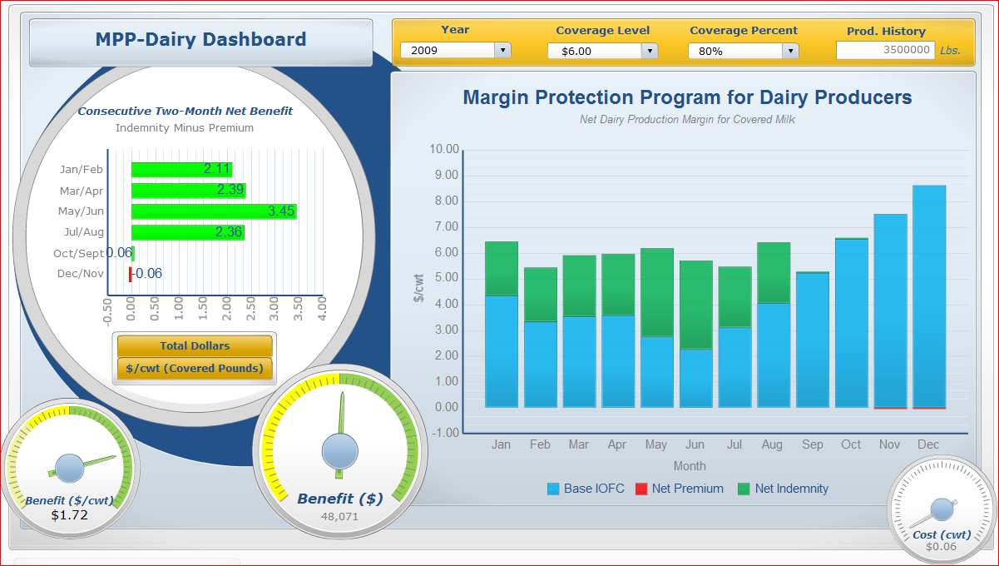 MPP-Dairy Dashboard
Year
Coverage Level
Coverage Percent
Prod. History
2009
$6.00
80%
3500000
Lbs.
Consecutive Two-Month Net Benefit
Indemnity Minus Premium
Jan/Feb
2.11
Mar/Apr
2.39
May/Jun
3.45
Jul/Aug
2.36
Oct/Sept
0.06
Dec/Nov
-0.06
-0.50
0.00
0.50
1.00
1.50
2.00
2.50
3.00
3.50
4.00
Total Dollars
$/cwt (Covered Pounds)
Benefit ($/cwt)
$1.72
Benefit ($)
48,071
Margin Protection Program for Dairy Producers
Net Dairy Production Margin for Covered Milk
$/cwt
10.00
9.00
8.00
7.00
6.00
5.00
4.00
3.00
2.00
1.00
0.00
-1.00
Jan Feb Mar Apr May Jun Jul Aug Sep Oct Nov Dec
Month
Base IOFC Net Premium Net Indemnity
Cost (cwt)
$0.06